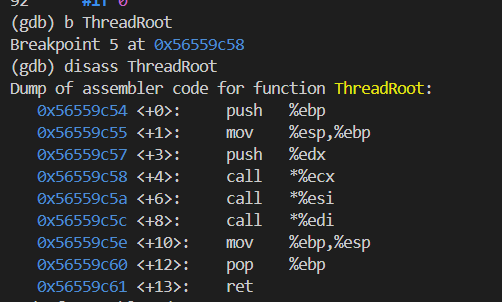 92 #if 0
(gdb) b ThreadRoot
Breakpoint 5 at 0x56559c58
(gdb) disass ThreadRoot
Dump of assembler code for function ThreadRoot:
0x56559c54 <+0>: push %ebp
0x56559c55 <+1>: mov %esp,%ebp
0x56559c57 <+3>: push %edx
0x56559c58 <+4>: call *%ecx
0x56559c5a <+6>: call *%esi
0x56559c5c <+8>: call *%edi
0x56559c5e <+10>: mov %ebp,%esp
0x56559c60 <+12>: pop %ebp
0x56559c61 <+13>: ret